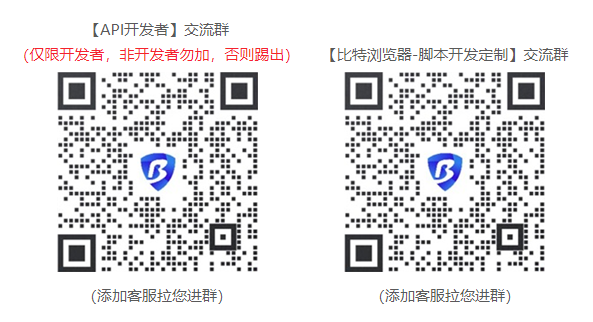 【API开发者】交流群
(仅限开发者，非开发者勿加，否则踢出)
(添加客服拉您进群)
【比特浏览器-脚本开发定制】交流群
(添加客服拉您进群)